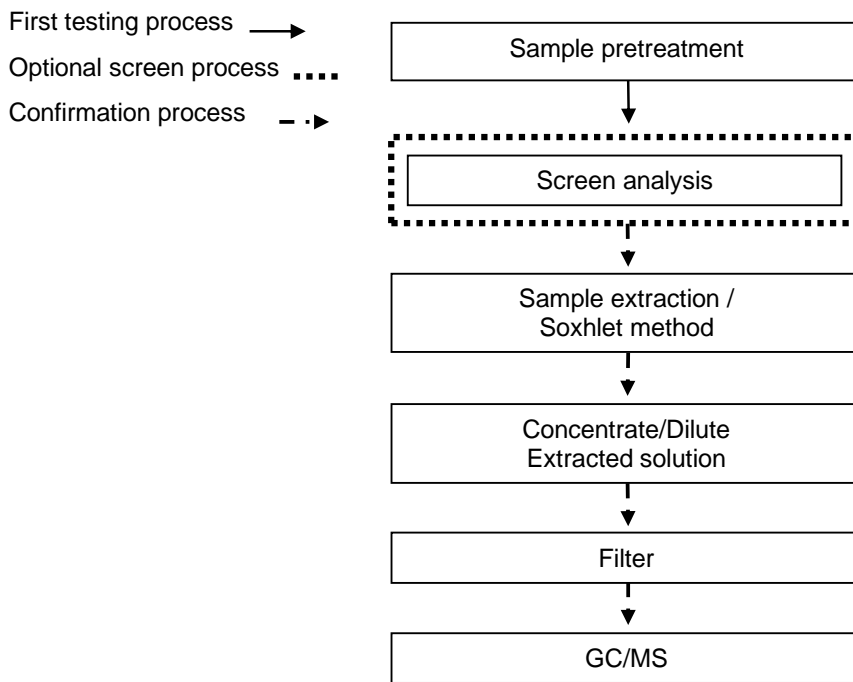 First testing process
Optional screen process
Confirmation process
Sample pretreatment
Screen analysis
Sample extraction /
Soxhlet method
Concentrate/Dilute
Extracted solution
Filter
GC/MS